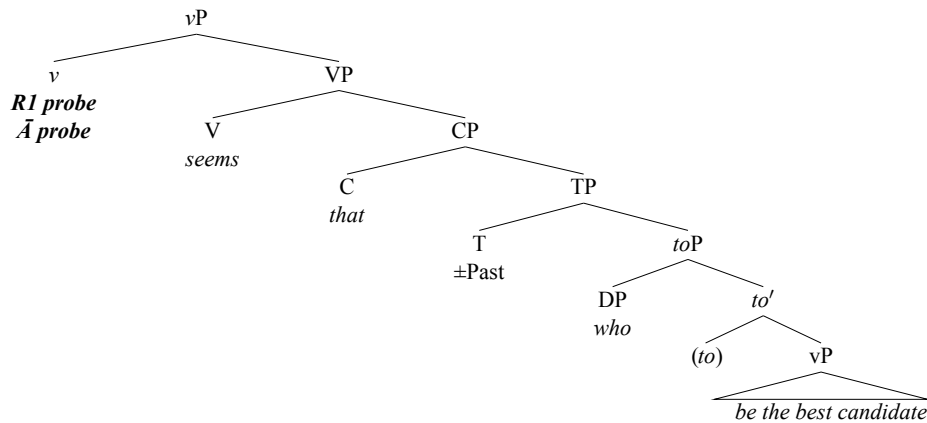 vP
v VP
R1 probe
Ā probe
V CP
seems
C TP
that
T toP
±Past
DP to′
who
(to) vP
be the best candidate